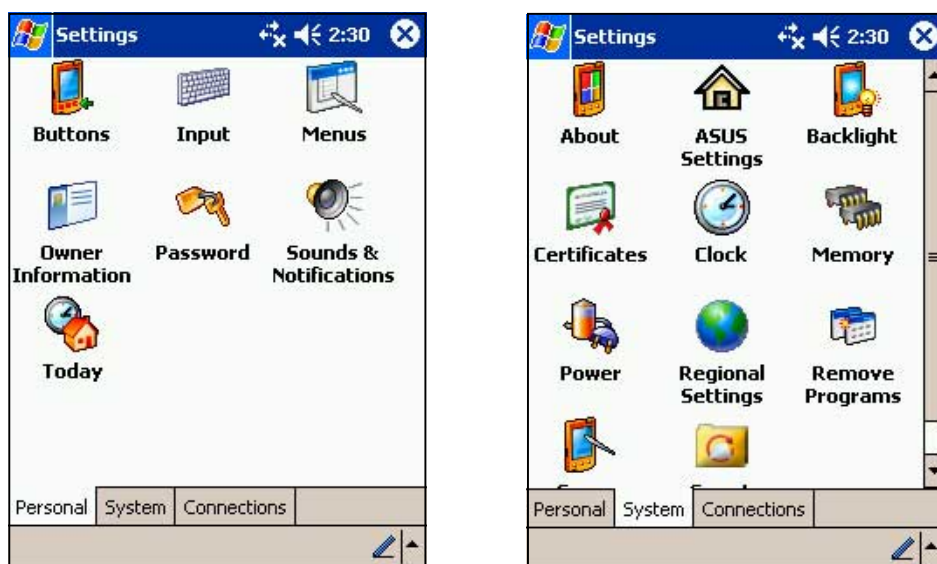 Settings 2:30
Buttons Input Menus
Owner Information Password Sounds & Notifications
Today
Personal System Connections
Settings 2:30
About ASUS Settings Backlight
Certificates Clock Memory
Power Regional Settings Remove Programs
Personal System Connections